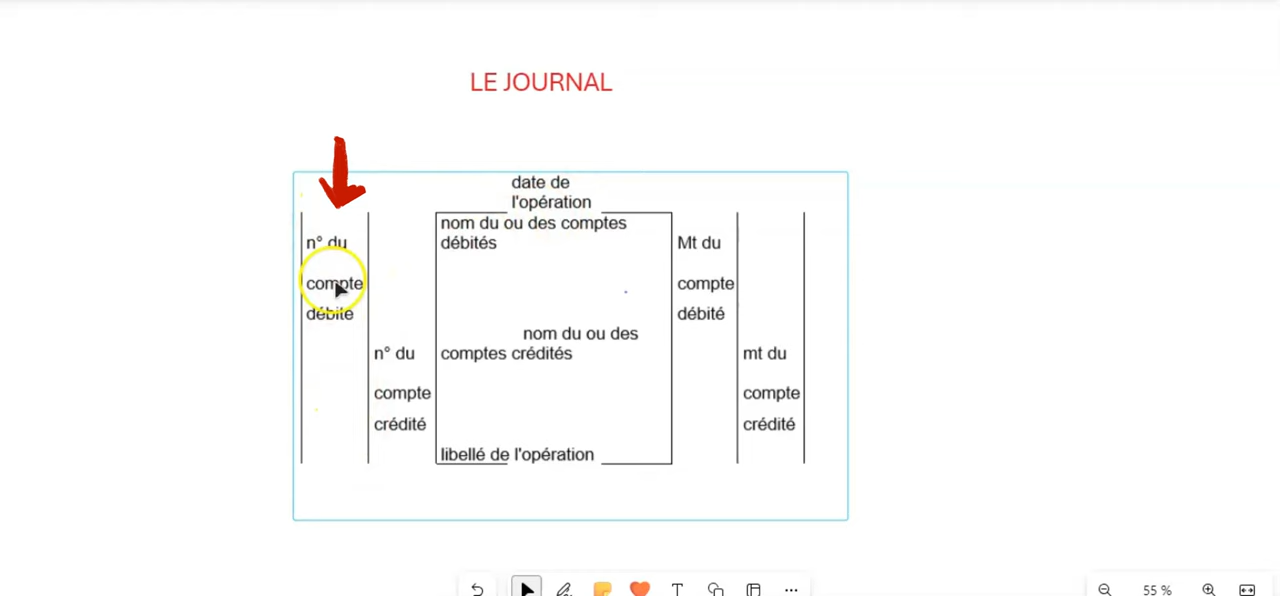 LE JOURNAL
date de
l'opération
nom du ou des comptes
débités
n° du
compte
débité
Mt du
compte
débité
nom du ou des
comptes crédités
n° du
compte
crédité
mt du
compte
crédité
libellé de l'opération
T
55 %